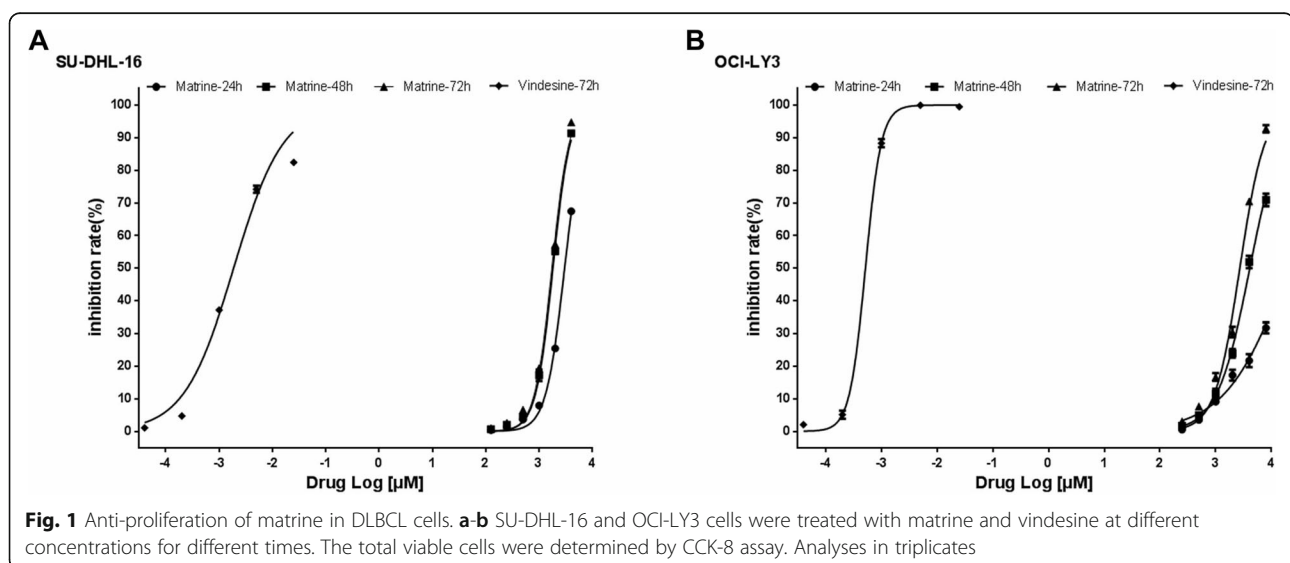 A
SU-DHL-16
Matrine-24h Matrine-48h Matrine-72h Vindesine-72h
inhibition rate(%)
100
90
80
70
60
50
40
30
20
10
0
-4 -3 -2 -1 0 1 2 3 4
Drug Log [µM]
B
OCI-LY3
Matrine-24h Matrine-48h Matrine-72h Vindesine-72h
inhibition rate(%)
100
90
80
70
60
50
40
30
20
10
0
-4 -3 -2 -1 0 1 2 3 4
Drug Log [µM]
Fig. 1 Anti-proliferation of matrine in DLBCL cells. a-b SU-DHL-16 and OCI-LY3 cells were treated with matrine and vindesine at different
concentrations for different times. The total viable cells were determined by CCK-8 assay. Analyses in triplicates